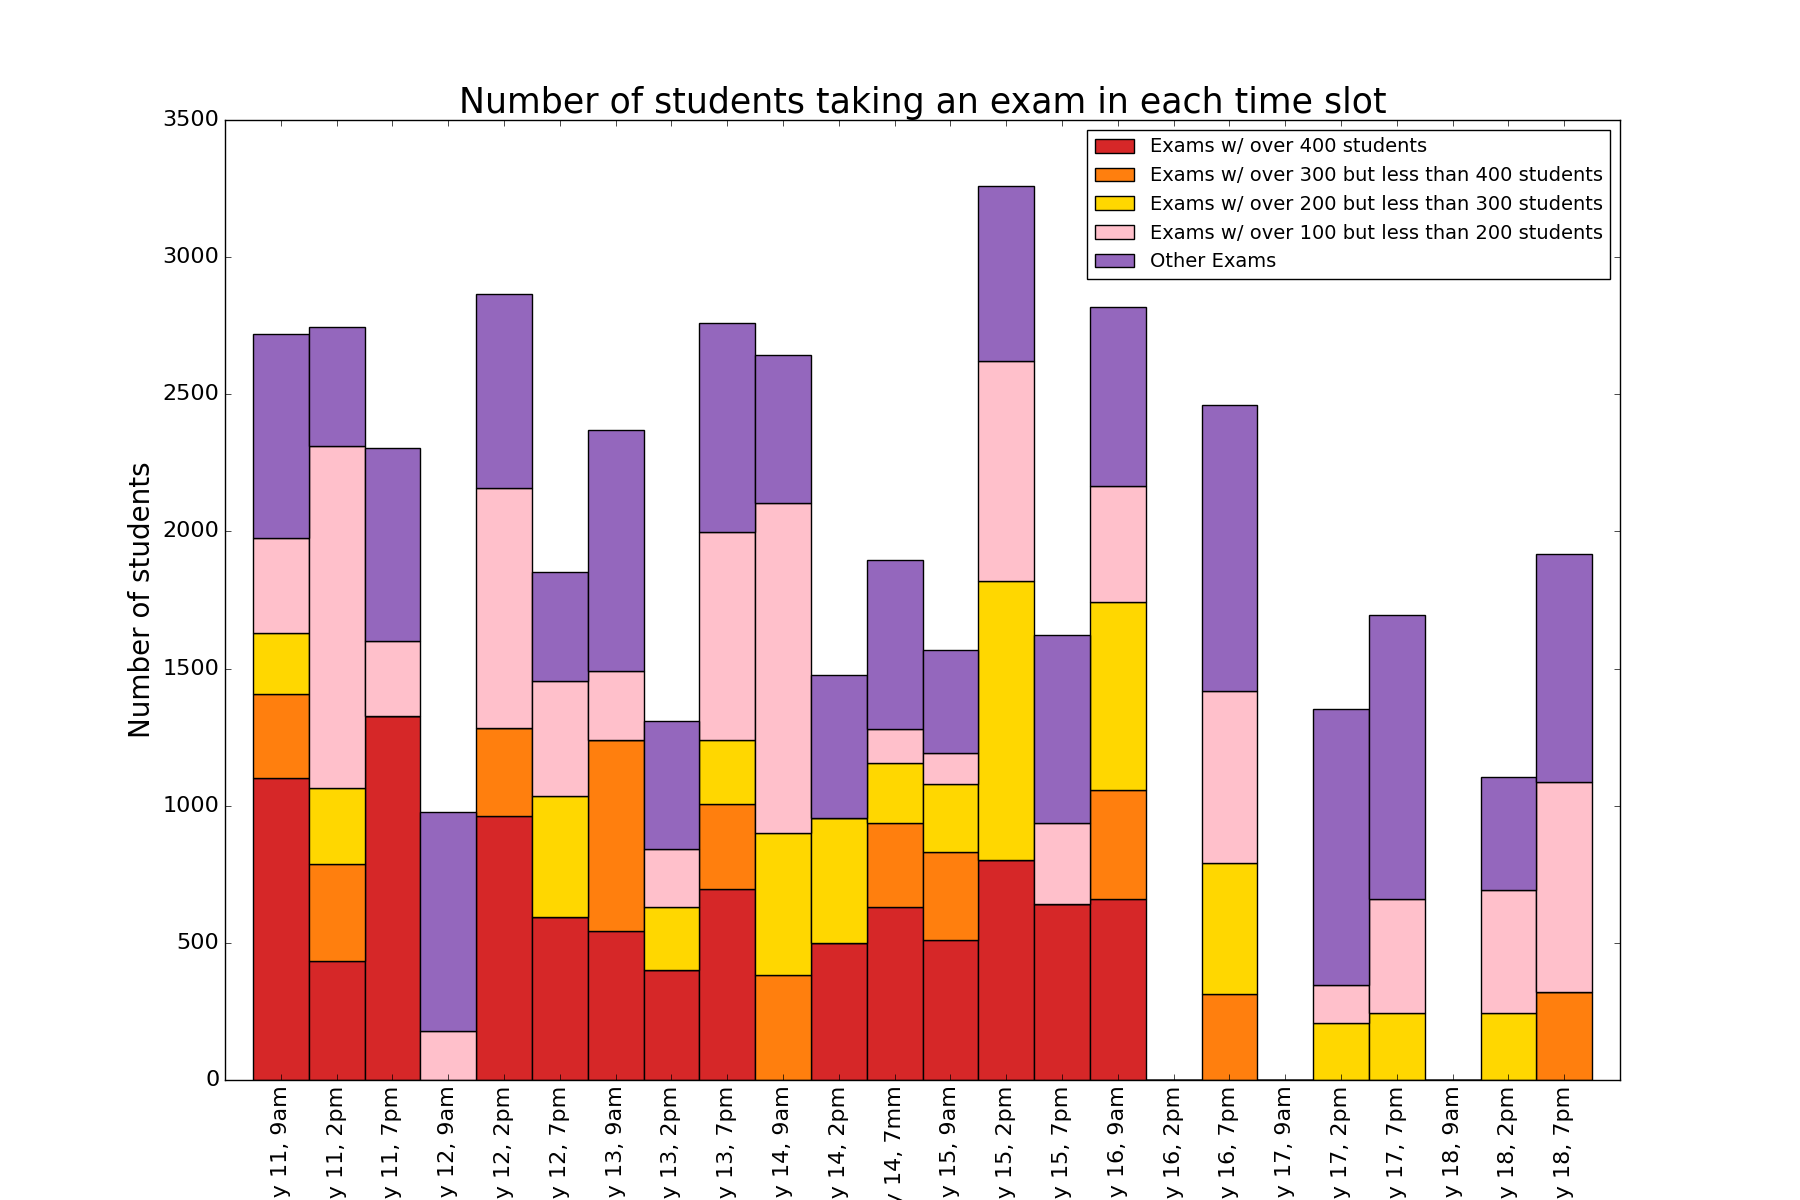 Number of students taking an exam in each time slot
Exams w/ over 400 students
Exams w/ over 300 but less than 400 students
Exams w/ over 200 but less than 300 students
Exams w/ over 100 but less than 200 students
Other Exams
Number of students
3500
3000
2500
2000
1500
1000
500
0
y 11, 9am
y 11, 2pm
y 11, 7pm
y 12, 9am
y 12, 2pm
y 12, 7pm
y 13, 9am
y 13, 2pm
y 13, 7pm
y 14, 9am
y 14, 2pm
y 14, 7mm
y 15, 9am
y 15, 2pm
y 15, 7pm
y 16, 9am
y 16, 2pm
y 16, 7pm
y 17, 9am
y 17, 2pm
y 17, 7pm
y 18, 9am
y 18, 2pm
y 18, 7pm